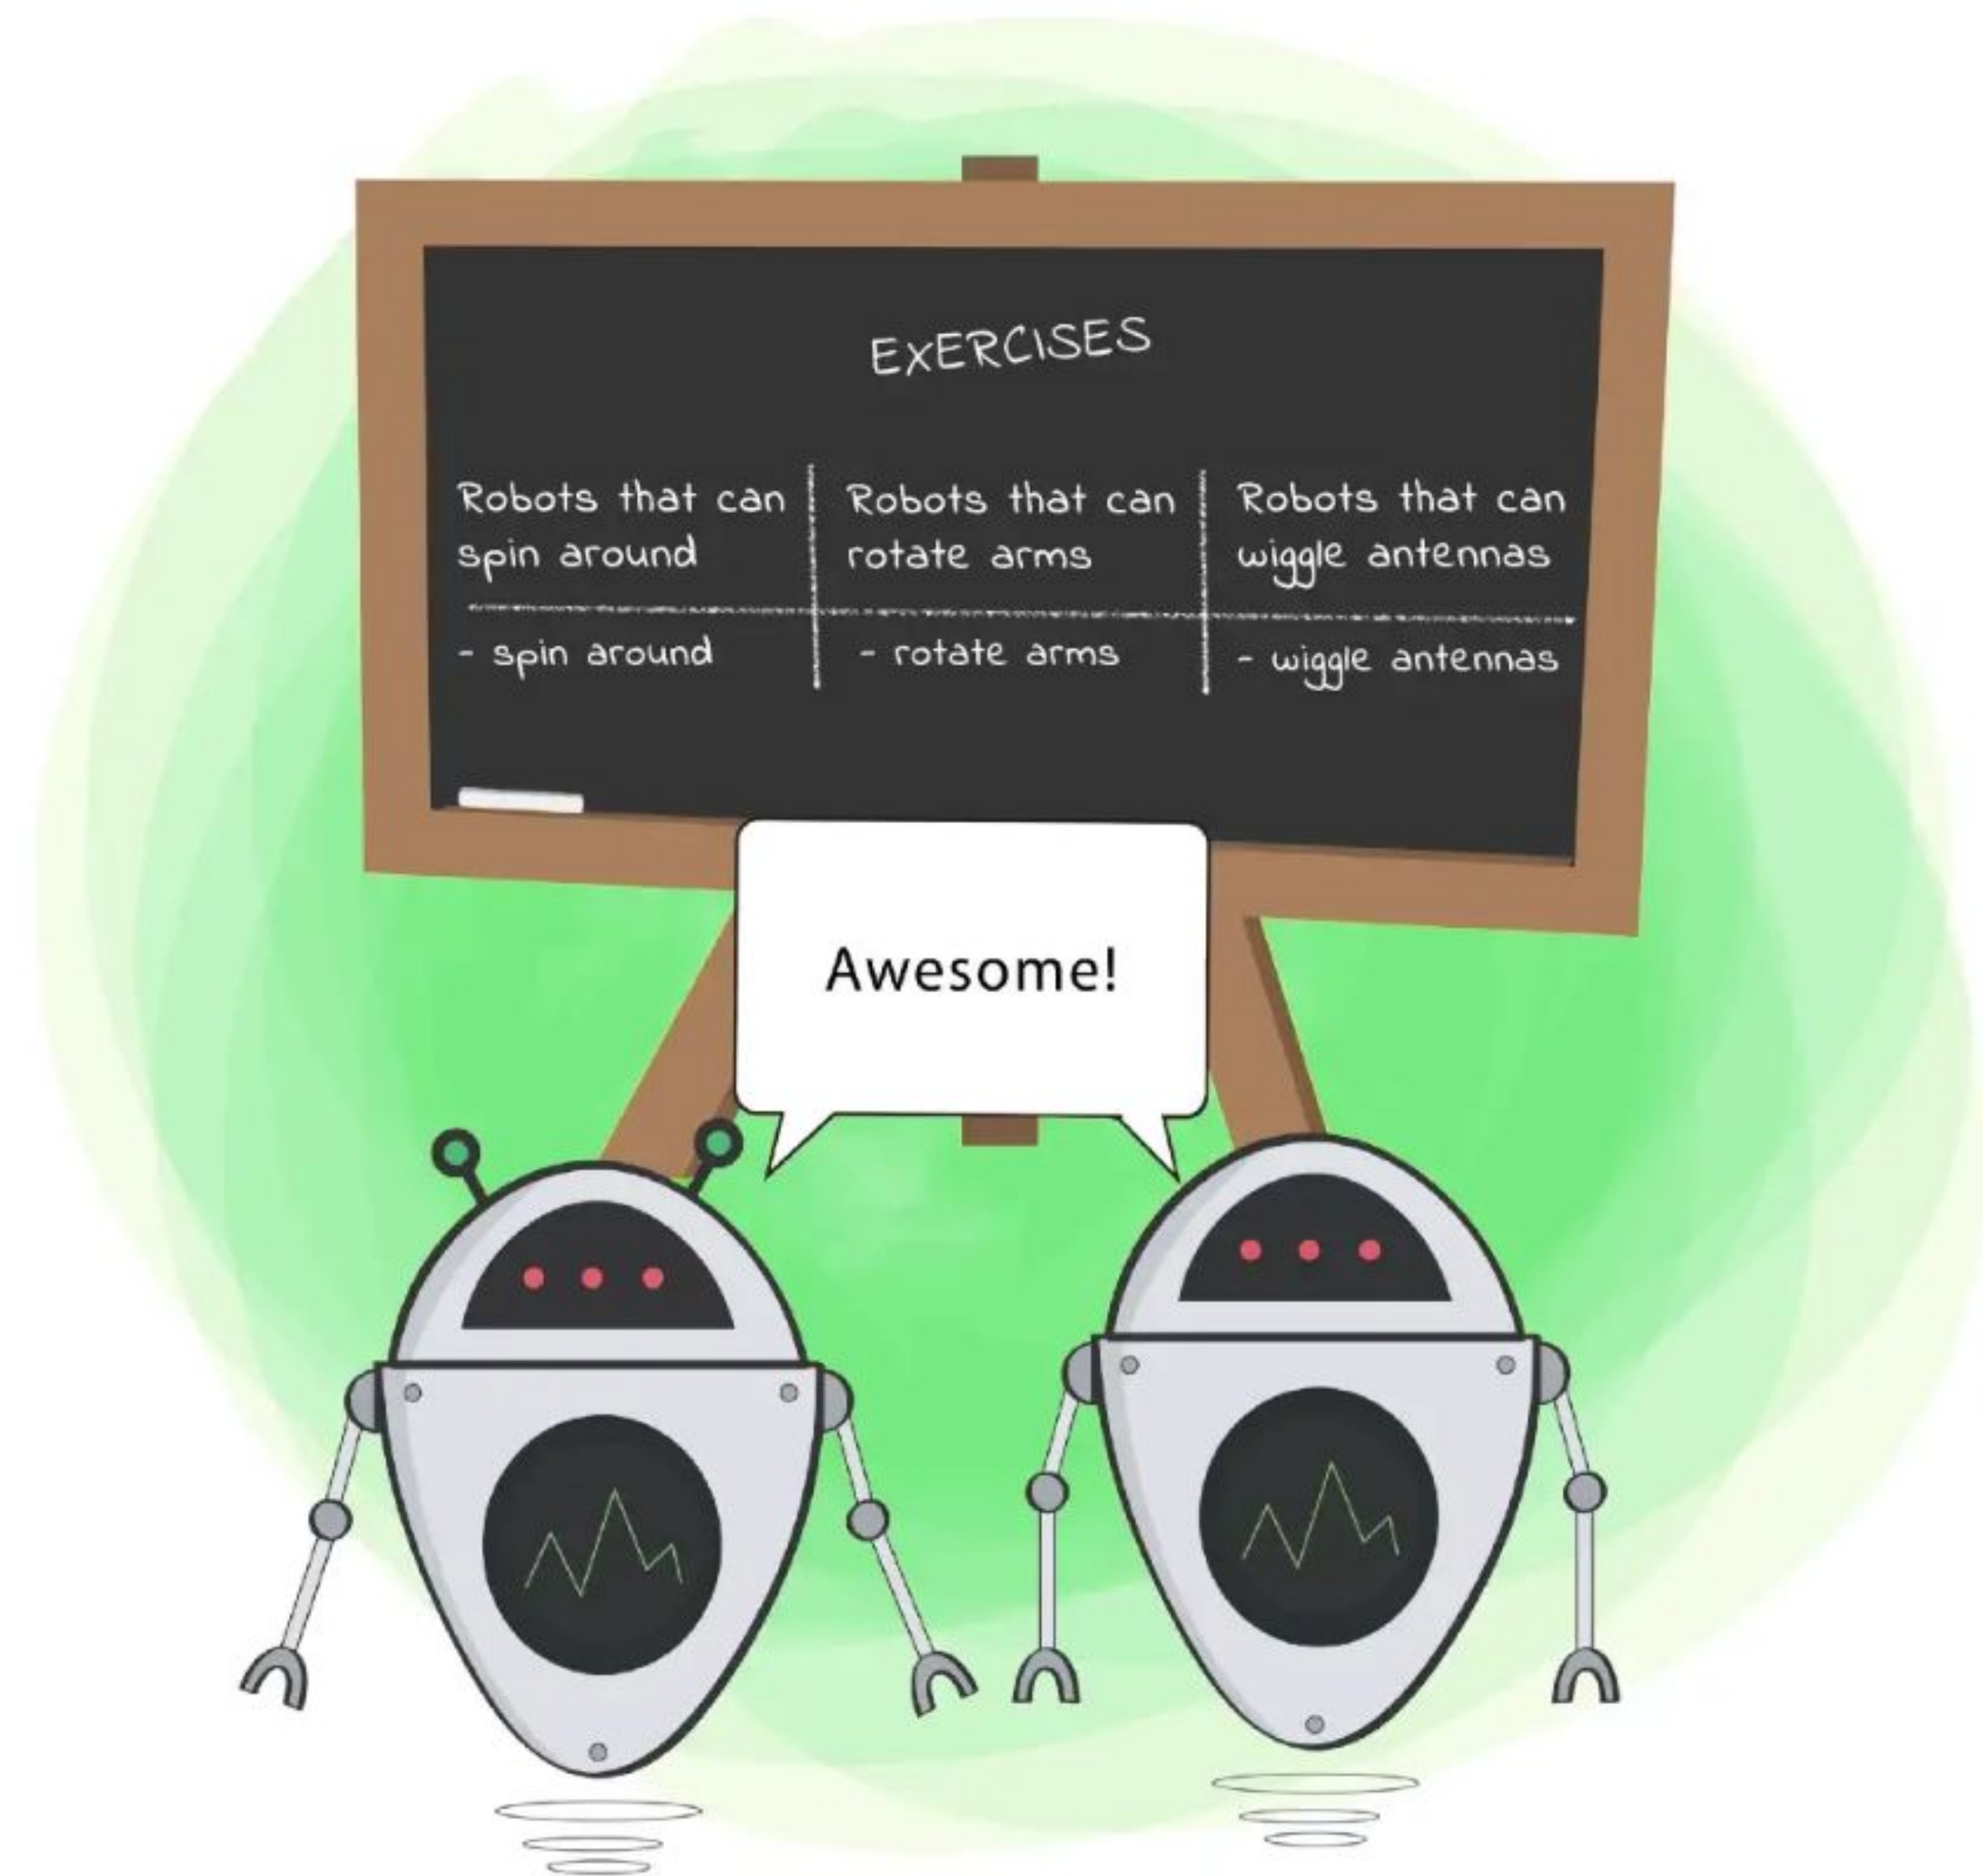 EXERCISES
Robots that can
spin around
- spin around
Robots that can
rotate arms
- rotate arms
Robots that can
wiggle antennas
- wiggle antennas
Awesome!